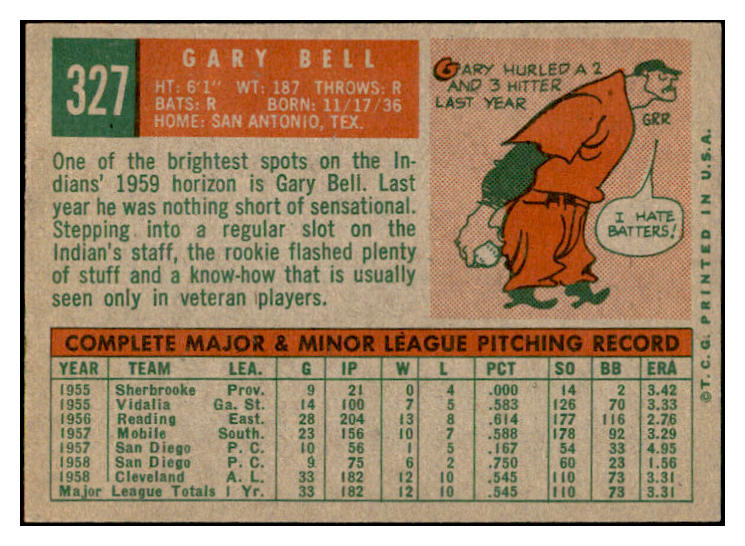 327
GARY BELL
HT: 6'1" WT: 187 THROWS: R
BATS: R BORN: 11/17/36
HOME: SAN ANTONIO, TEX.
One of the brightest spots on the In-
dians' 1959 horizon is Gary Bell. Last
year he was nothing short of sensational.
Stepping into a regular slot on the
Indian's staff, the rookie flashed plenty
of stuff and a know-how that is usually
seen only in veteran players.
GARY HURLED A 2
AND 3 HITTER
LAST YEAR
GRR
I HATE
BATTERS!
COMPLETE MAJOR & MINOR LEAGUE PITCHING RECORD
YEAR TEAM LEA. G IP W L PCT SO BB ERA
1955 Sherbrooke Prov. 9 21 0 4 .000 14 2 3.42
1955 Vidalia Ga. St. 14 100 7 5 .583 126 70 3.33
1956 Reading East. 28 204 13 8 .614 177 116 2.76
1957 Mobile South. 23 156 10 7 .588 178 92 3.29
1957 San Diego P. C. 10 56 1 5 .167 54 33 4.95
1958 San Diego P. C. 9 75 6 2 .750 60 23 1.56
1958 Cleveland A. L. 33 182 12 10 .545 110 73 3.31
Major League Totals 1 Yr. 33 182 12 10 .545 110 73 3.31
©T. C. G. PRINTED IN U.S.A.